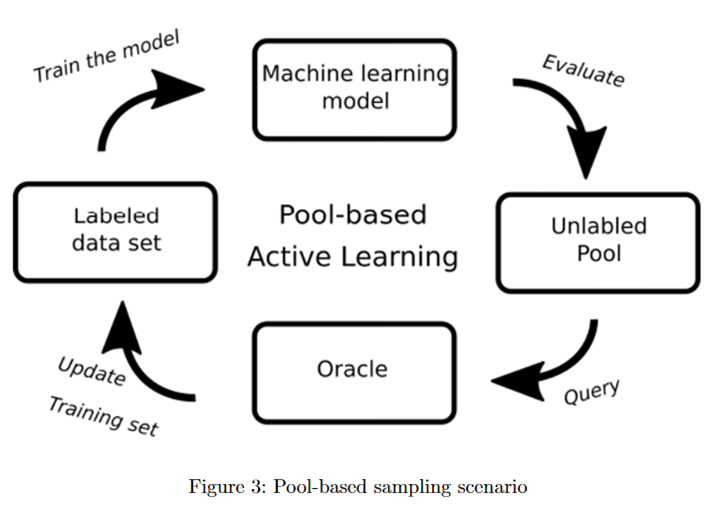 Train the model
Machine learning
model
Evaluate
Labeled
data set
Pool-based
Active Learning
Unlabled
Pool
Oracle
Update
Training set
Query
Figure 3: Pool-based sampling scenario